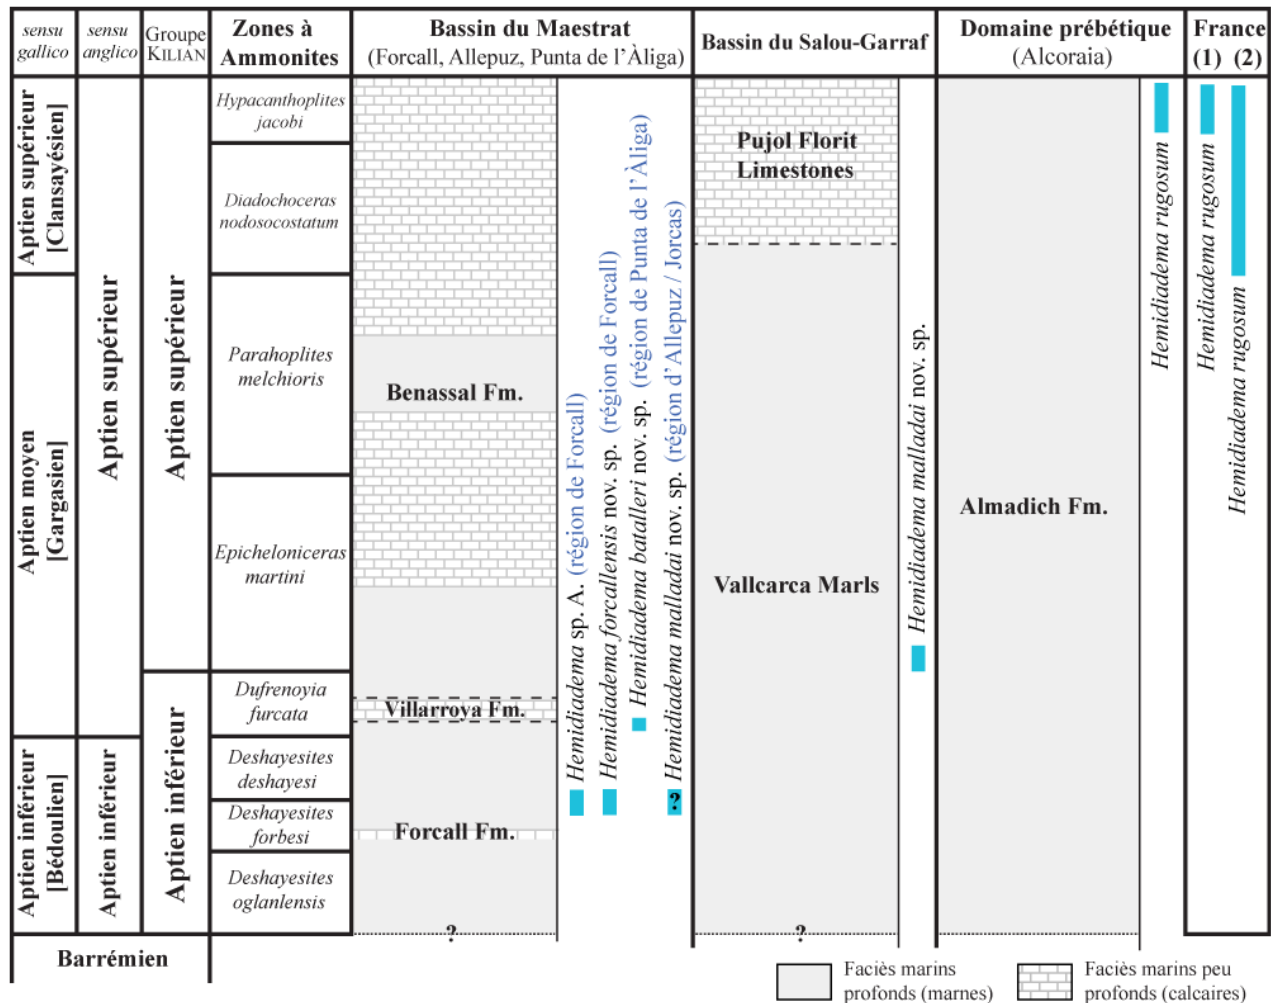 sensu
gallico
sensu
anglico
Groupe
KILIAN
Zones à
Ammonites
Bassin du Maestrat
(Forcall, Allepuz, Punta de l'Àliga)
Bassin du Salou-Garraf
Domaine prébétique
(Alcoraia)
France
(1) (2)
Aptien supérieur
[Clansayésien]
Aptien moyen
[Gargasien]
Aptien inférieur
[Bédoulien]
Aptien supérieur
Aptien inférieur
Aptien supérieur
Aptien inférieur
Hypacanthoplites
jacobi
Diadochoceras
nodosocostatum
Parahoplites
melchioris
Epicheloniceras
martini
Dufrenoyia
furcata
Deshayesites
deshayesi
Deshayesites
forbesi
Deshayesites
oglanlensis
Barrémien
Benassal Fm.
Villarroya Fm.
Forcall Fm.
?
Hemidiadema sp. A. (région de Forcall)
Hemidiadema forcallensis nov. sp. (région de Forcall)
Hemidiadema batalleri nov. sp. (région de Punta de l'Àliga)
Hemidiadema malladai nov. sp. (région d'Allepuz / Jorcas)
?
Pujol Florit
Limestones
Vallcarca Marls
?
Hemidiadema malladai nov. sp.
Almadich Fm.
Hemidiadema rugosum
Hemidiadema rugosum
Hemidiadema rugosum
Faciès marins
profonds (marnes)
Faciès marins peu
profonds (calcaires)